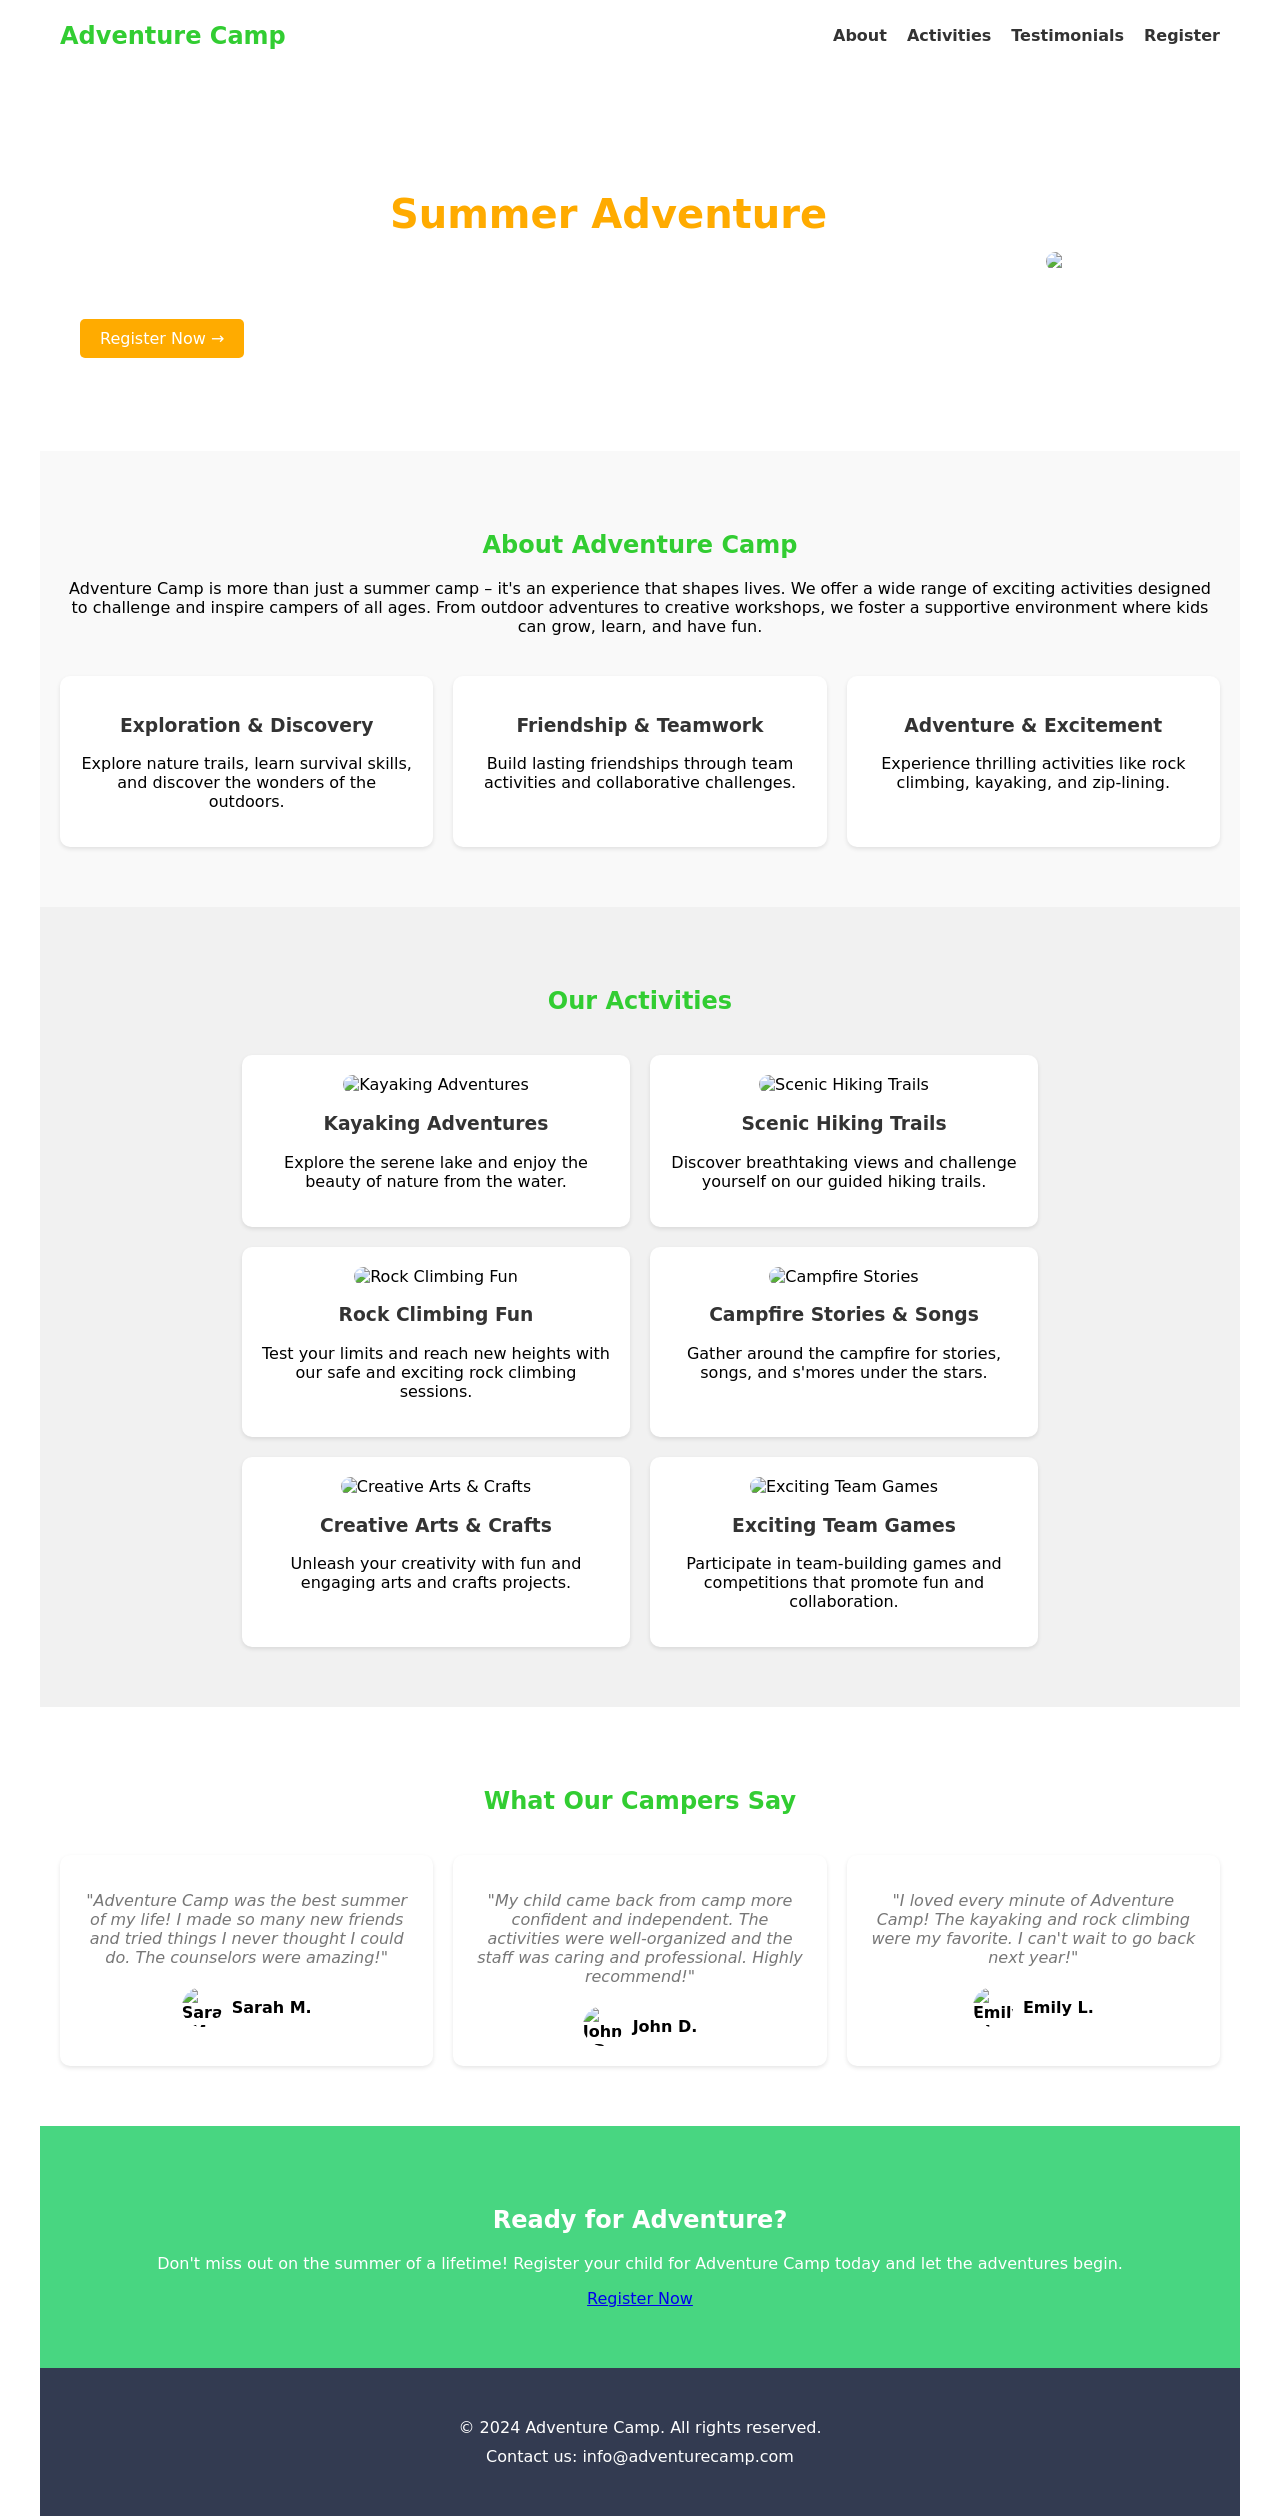 Adventure Camp
About Activities Testimonials Register
Summer Adventure
Register Now →
About Adventure Camp
Adventure Camp is more than just a summer camp – it's an experience that shapes lives. We offer a wide range of exciting activities designed
to challenge and inspire campers of all ages. From outdoor adventures to creative workshops, we foster a supportive environment where kids
can grow, learn, and have fun.
Exploration & Discovery
Explore nature trails, learn survival skills,
and discover the wonders of the
outdoors.
Friendship & Teamwork
Build lasting friendships through team
activities and collaborative challenges.
Adventure & Excitement
Experience thrilling activities like rock
climbing, kayaking, and zip-lining.
Our Activities
Kayaking Adventures
Kayaking Adventures
Explore the serene lake and enjoy the
beauty of nature from the water.
Scenic Hiking Trails
Scenic Hiking Trails
Discover breathtaking views and challenge
yourself on our guided hiking trails.
Rock Climbing Fun
Rock Climbing Fun
Test your limits and reach new heights with
our safe and exciting rock climbing
sessions.
Campfire Stories
Campfire Stories & Songs
Gather around the campfire for stories,
songs, and s'mores under the stars.
Creative Arts & Crafts
Creative Arts & Crafts
Unleash your creativity with fun and
engaging arts and crafts projects.
Exciting Team Games
Exciting Team Games
Participate in team-building games and
competitions that promote fun and
collaboration.
What Our Campers Say
"Adventure Camp was the best summer
of my life! I made so many new friends
and tried things I never thought I could
do. The counselors were amazing!"
Sarah M.
"My child came back from camp more
confident and independent. The
activities were well-organized and the
staff was caring and professional. Highly
recommend!"
John John D.
"I loved every minute of Adventure
Camp! The kayaking and rock climbing
were my favorite. I can't wait to go back
next year!"
Emily Emily L.
Ready for Adventure?
Don't miss out on the summer of a lifetime! Register your child for Adventure Camp today and let the adventures begin.
Register Now
© 2024 Adventure Camp. All rights reserved.
Contact us: info@adventurecamp.com